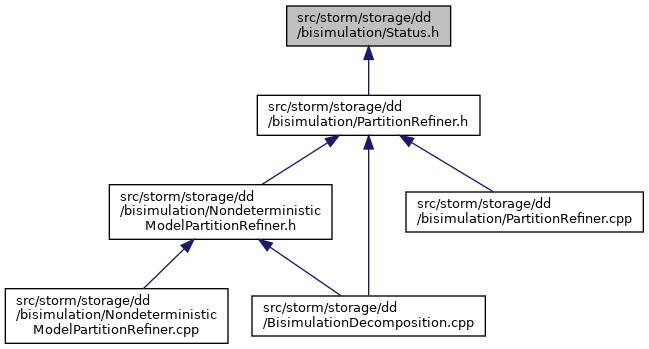 src/storm/storage/dd
/bisimulation/Status.h
src/storm/storage/dd
/bisimulation/PartitionRefiner.h
src/storm/storage/dd
/bisimulation/Nondeterministic
ModelPartitionRefiner.h
src/storm/storage/dd
/bisimulation/PartitionRefiner.cpp
src/storm/storage/dd
/bisimulation/Nondeterministic
ModelPartitionRefiner.cpp
src/storm/storage/dd
/BisimulationDecomposition.cpp